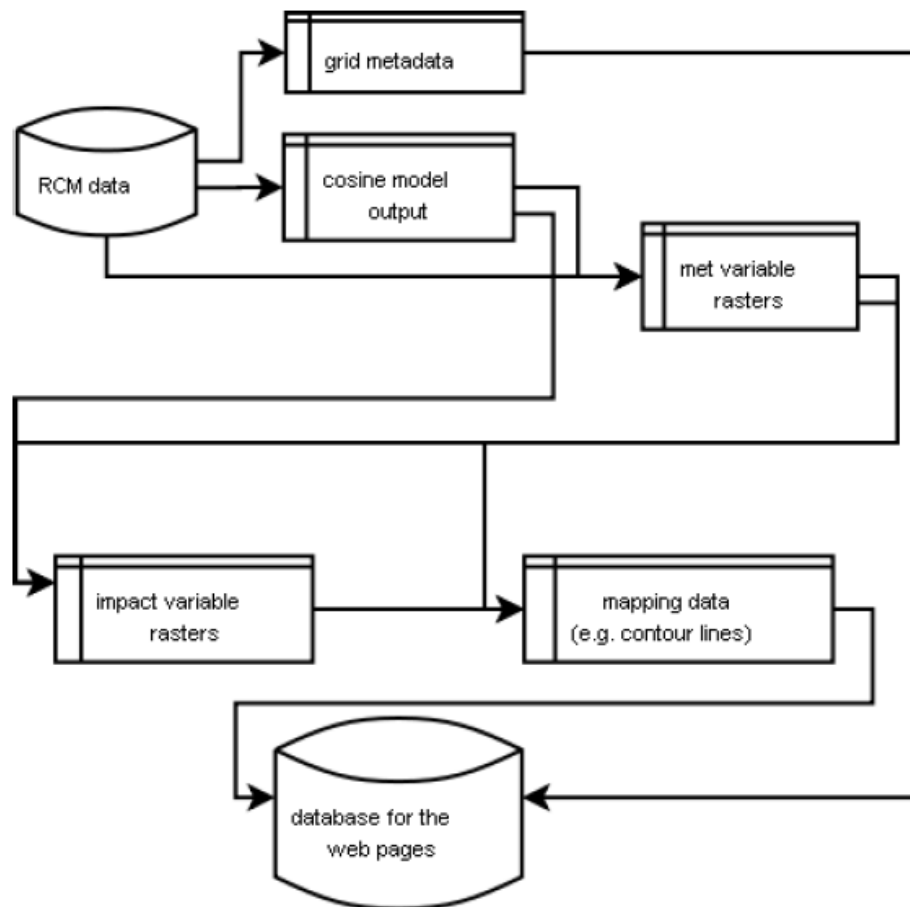 grid metadata
RCM data
cosine model
output
met variable
rasters
impact variable
rasters
mapping data
(e.g. contour lines)
database for the
web pages